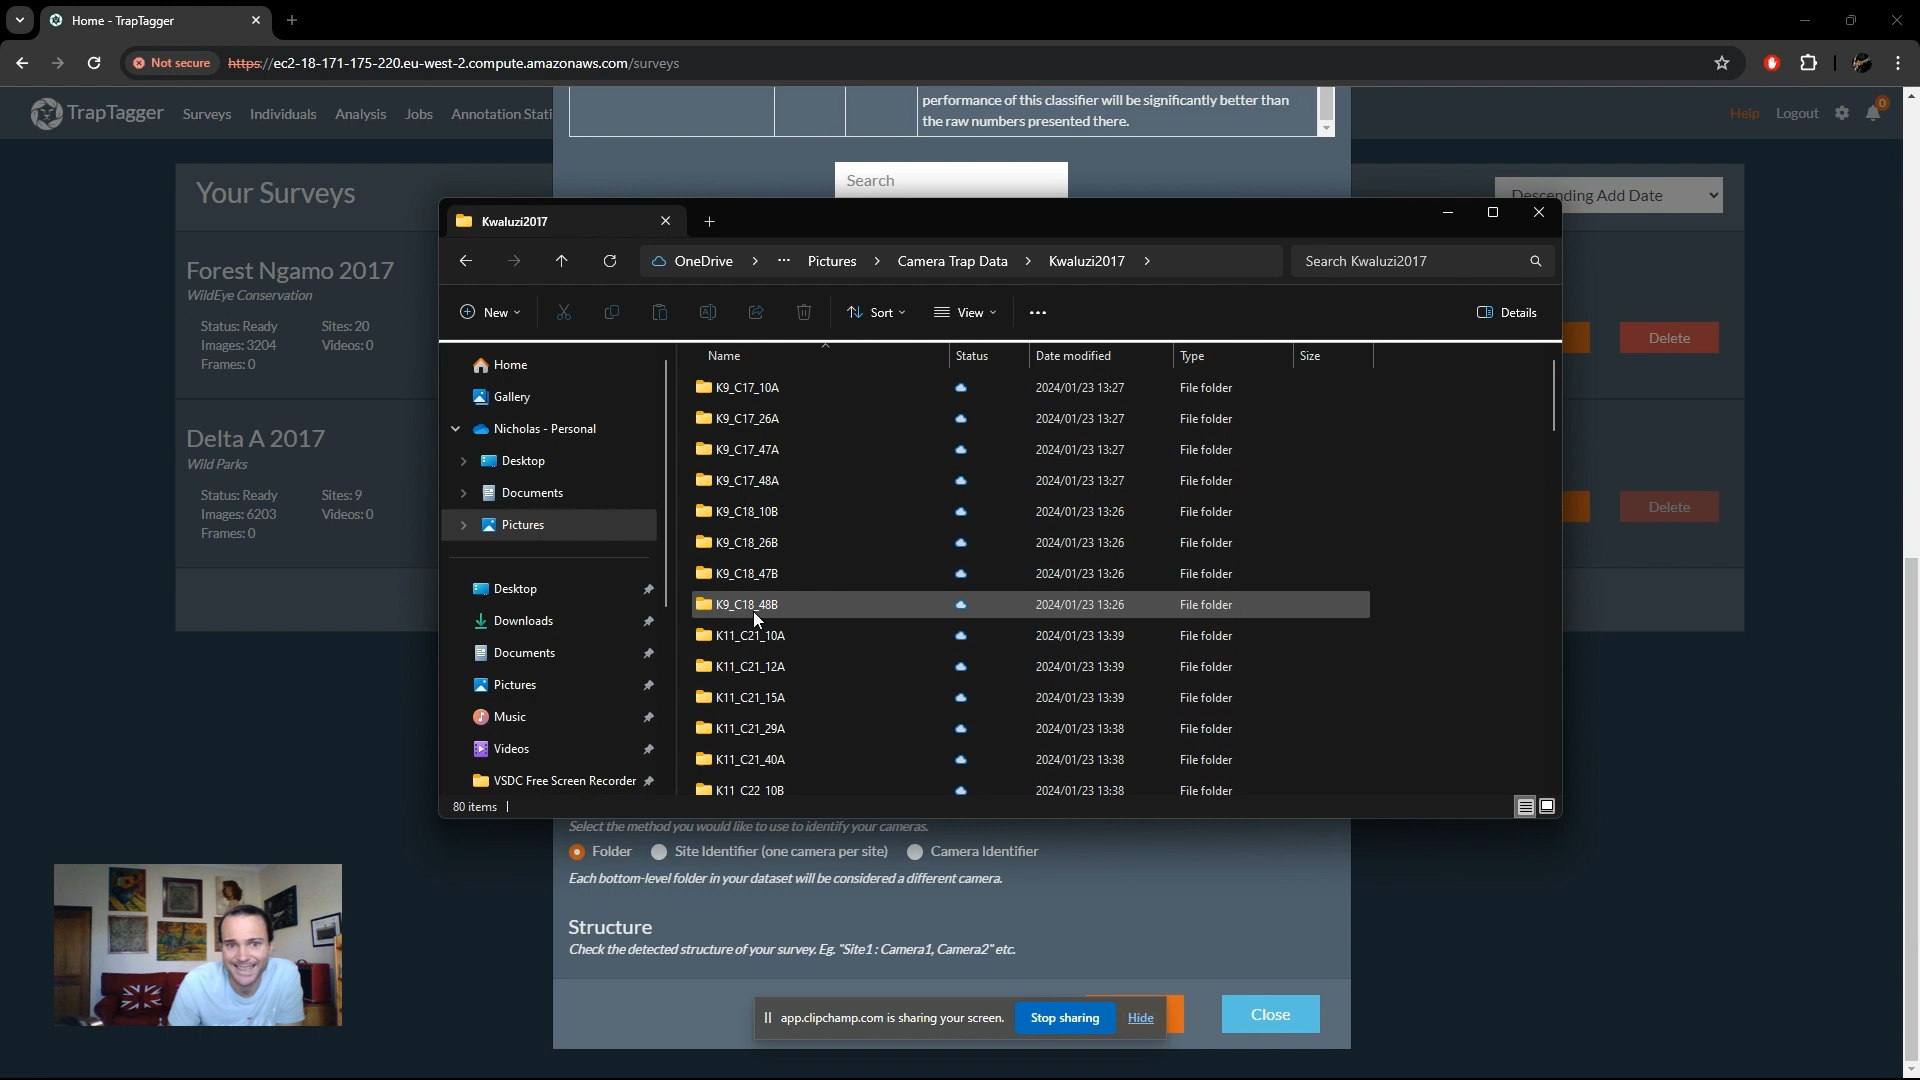 Home - TrapTagger
Not secure
https://ec2-18-171-175-220.eu-west-2.compute.amazonaws.com/surveys
TrapTagger
Surveys
Individuals
Analysis
Jobs
Annotation Stati
performance of this classifier will be significantly better than
the raw numbers presented there.
Help
Logout
0
Your Surveys
Search
Descending Add Date
Forest Ngamo 2017
WildEye Conservation
Status: Ready
Sites: 20
Images: 3204
Videos: 0
Frames: 0
Delete
Delta A 2017
Wild Parks
Status: Ready
Sites: 9
Images: 6203
Videos: 0
Frames: 0
Delete
Kwaluzi2017
OneDrive
Pictures
Camera Trap Data
Kwaluzi2017
Search Kwaluzi2017
New
Sort
View
Details
Home
Gallery
Nicholas - Personal
Desktop
Documents
Pictures
Desktop
Downloads
Documents
Pictures
Music
Videos
VSDC Free Screen Recorder
Name Status Date modified Type Size
K9_C17_10A 2024/01/23 13:27 File folder
K9_C17_26A 2024/01/23 13:27 File folder
K9_C17_47A 2024/01/23 13:27 File folder
K9_C17_48A 2024/01/23 13:27 File folder
K9_C18_10B 2024/01/23 13:26 File folder
K9_C18_26B 2024/01/23 13:26 File folder
K9_C18_47B 2024/01/23 13:26 File folder
K9_C18_48B 2024/01/23 13:26 File folder
K11_C21_10A 2024/01/23 13:39 File folder
K11_C21_12A 2024/01/23 13:39 File folder
K11_C21_15A 2024/01/23 13:39 File folder
K11_C21_29A 2024/01/23 13:38 File folder
K11_C21_40A 2024/01/23 13:38 File folder
K11_C22_10B 2024/01/23 13:38 File folder
80 items
Select the method you would like to use to identify your cameras.
Folder
Site Identifier (one camera per site)
Camera Identifier
Each bottom-level folder in your dataset will be considered a different camera.
Structure
Check the detected structure of your survey. Eg. "Site1 : Camera1, Camera2" etc.
app.clipchamp.com is sharing your screen.
Stop sharing
Hide
Close